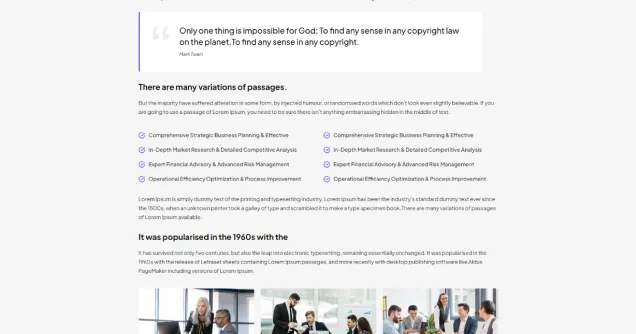 Only one thing is impossible for God: To find any sense in any copyright law
on the planet.To find any sense in any copyright.
Mark Twain
There are many variations of passages.
But the majority have suffered alteration in some form, by injected humour, or randomised words which don't look even slightly believable. If you
are going to use a passage of Lorem Ipsum, you need to be sure there isn't anything embarrassing hidden in the middle of text.
Comprehensive Strategic Business Planning & Effective
Comprehensive Strategic Business Planning & Effective
In-Depth Market Research & Detailed Competitive Analysis
In-Depth Market Research & Detailed Competitive Analysis
Expert Financial Advisory & Advanced Risk Management
Expert Financial Advisory & Advanced Risk Management
Operational Efficiency Optimization & Process Improvement
Operational Efficiency Optimization & Process Improvement
Lorem Ipsum is simply dummy text of the printing and typesetting industry. Lorem Ipsum has been the industry's standard dummy text ever since
the 1500s, when an unknown printer took a galley of type and scrambled it to make a type specimen book.There are many variations of passages
of Lorem Ipsum available.
It was popularised in the 1960s with the
It has survived not only five centuries, but also the leap into electronic typesetting, remaining essentially unchanged. It was popularised in the
1960s with the release of Letraset sheets containing Lorem Ipsum passages, and more recently with desktop publishing software like Aldus
PageMaker including versions of Lorem Ipsum.